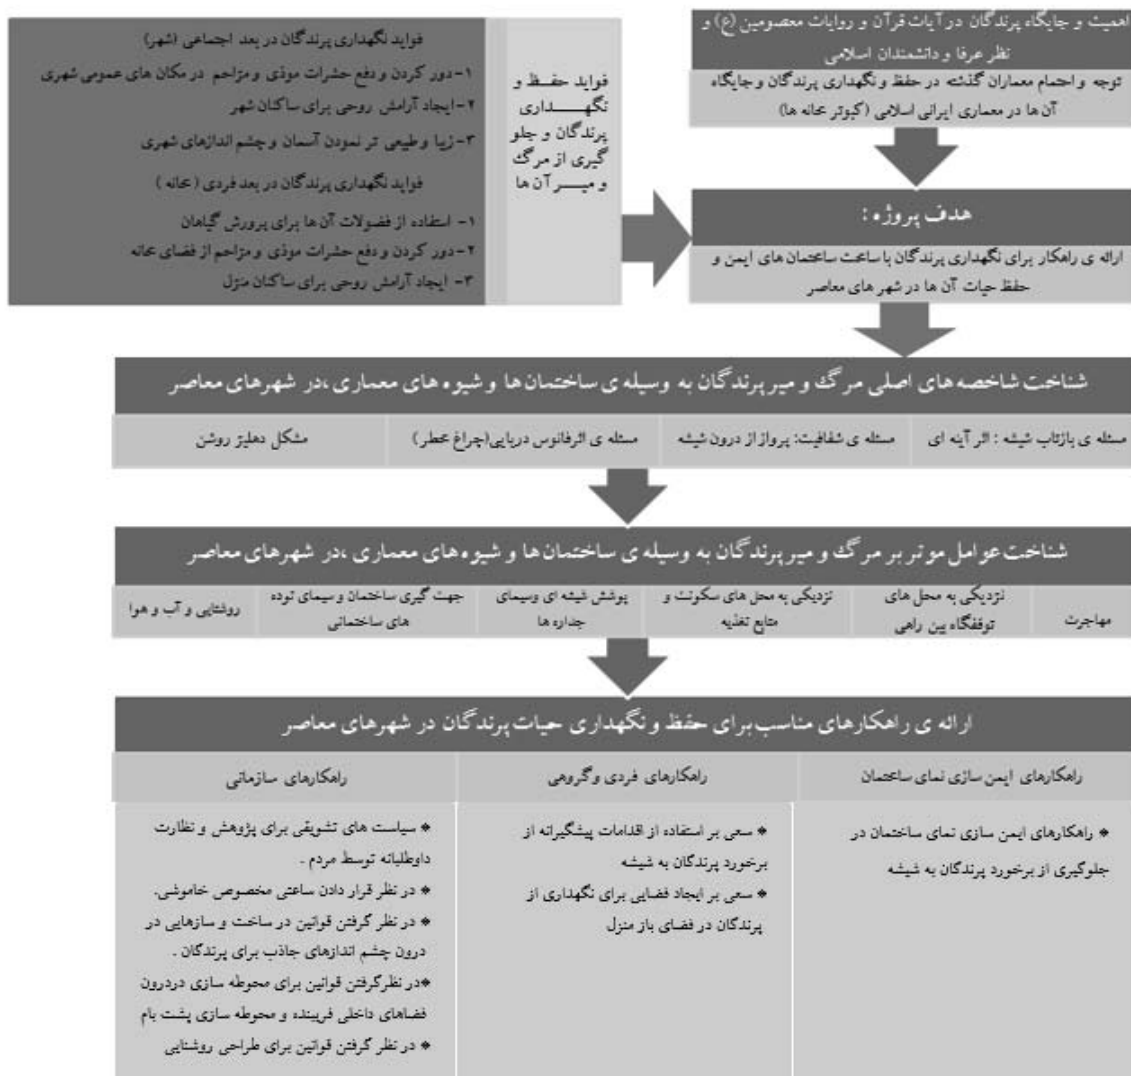 اهمیت و جایگاه پرندگان در آیات قرآن و روایات معصومین (ع) و
نظر عرفا و دانشمندان اسلامی
توجه و احتمام معماران گذشته در حفظ و نگهداری پرندگان و جایگاه
آن ها در معماری ایرانی اسلامی (کبوتر خانه ها)
فواید حفظ و
نگهداری
پرندگان و جلو
گیری از مرگ
و میر آن ها
فواید نگهداری پرندگان در بعد اجتماعی (شهر)
۱- دور کردن و دفع حشرات موذی و مزاحم در مکان های عمومی شهری
۲- ایجاد آرامش روحی برای ساکنان شهر
۳- زیبا و طبیعی تر نمودن آسمان و چشم اندازهای شهری
فواید نگهداری پرندگان در بعد فردی (خانه)
۱- استفاده از فضولات آن ها برای پرورش گیاهان
۲- دور کردن و دفع حشرات موذی و مزاحم از فضای خانه
۳- ایجاد آرامش روحی برای ساکنان منزل
هدف پروژه:
ارائه ی راهکار برای نگهداری پرندگان با ساخت ساختمان های ایمن و
حفظ حیات آن ها در شهر های معاصر
شناخت شاخصه های اصلی مرگ و میر پرندگان به وسیله ی ساختمان ها و شیوه های معماری ،در شهرهای معاصر
مسئله ی بازتاب شیشه : اثر آینه ای
مسئله ی شفافیت: پرواز از درون شیشه
مسئله ی اثرفانوس دریایی(چراغ خطر)
مشکل دهلیز روشن
شناخت عوامل موثر بر مرگ و میر پرندگان به وسیله ی ساختمان ها و شیوه های معماری ،در شهرهای معاصر
مهاجرت
نزدیکی به محل های
توقفگاه بین راهی
نزدیکی به محل های سکونت و
منابع تغذیه
پوشش شیشه ای وسیمای
جداره ها
جهت گیری ساختمان و سیمای توده
های ساختمانی
روشنایی و آب و هوا
ارائه ی راهکارهای مناسب برای حفظ و نگهداری حیات پرندگان در شهرهای معاصر
راهکارهای ایمن سازی نمای ساختمان
* راهکارهای ایمن سازی نمای ساختمان در
جلوگیری از برخورد پرندگان به شیشه
راهکارهای فردی وگروهی
* سعی بر استفاده از اقدامات پیشگیرانه از
برخورد پرندگان به شیشه
* سعی بر ایجاد فضایی برای نگهداری از
پرندگان در فضای باز منزل
راهکارهای سازمانی
* سیاست های تشویقی برای پژوهش و نظارت
داوطلبانه توسط مردم .
* در نظر قرار دادن ساعتی مخصوص خاموشی.
* در نظر گرفتن قوانین در ساخت و سازهایی در
درون چشم اندازهای جاذب برای پرندگان .
*در نظرگرفتن قوانین برای محوطه سازی دردرون
فضاهای داخلی فریبنده و محوطه سازی پشت بام
* در نظر گرفتن قوانین برای طراحی روشنایی